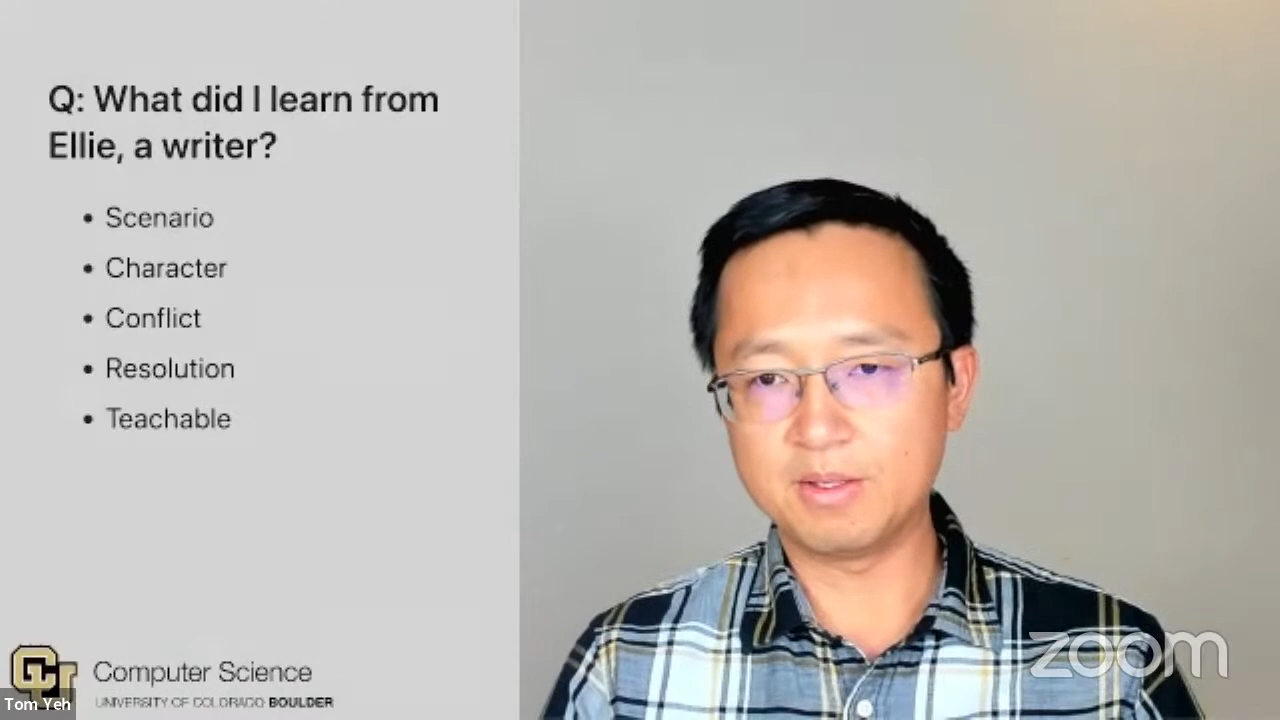 Q: What did I learn from
Ellie, a writer?
• Scenario
• Character
• Conflict
• Resolution
• Teachable
CU
Computer Science
UNIVERSITY OF COLORADO BOULDER
Tom Yeh
zoom